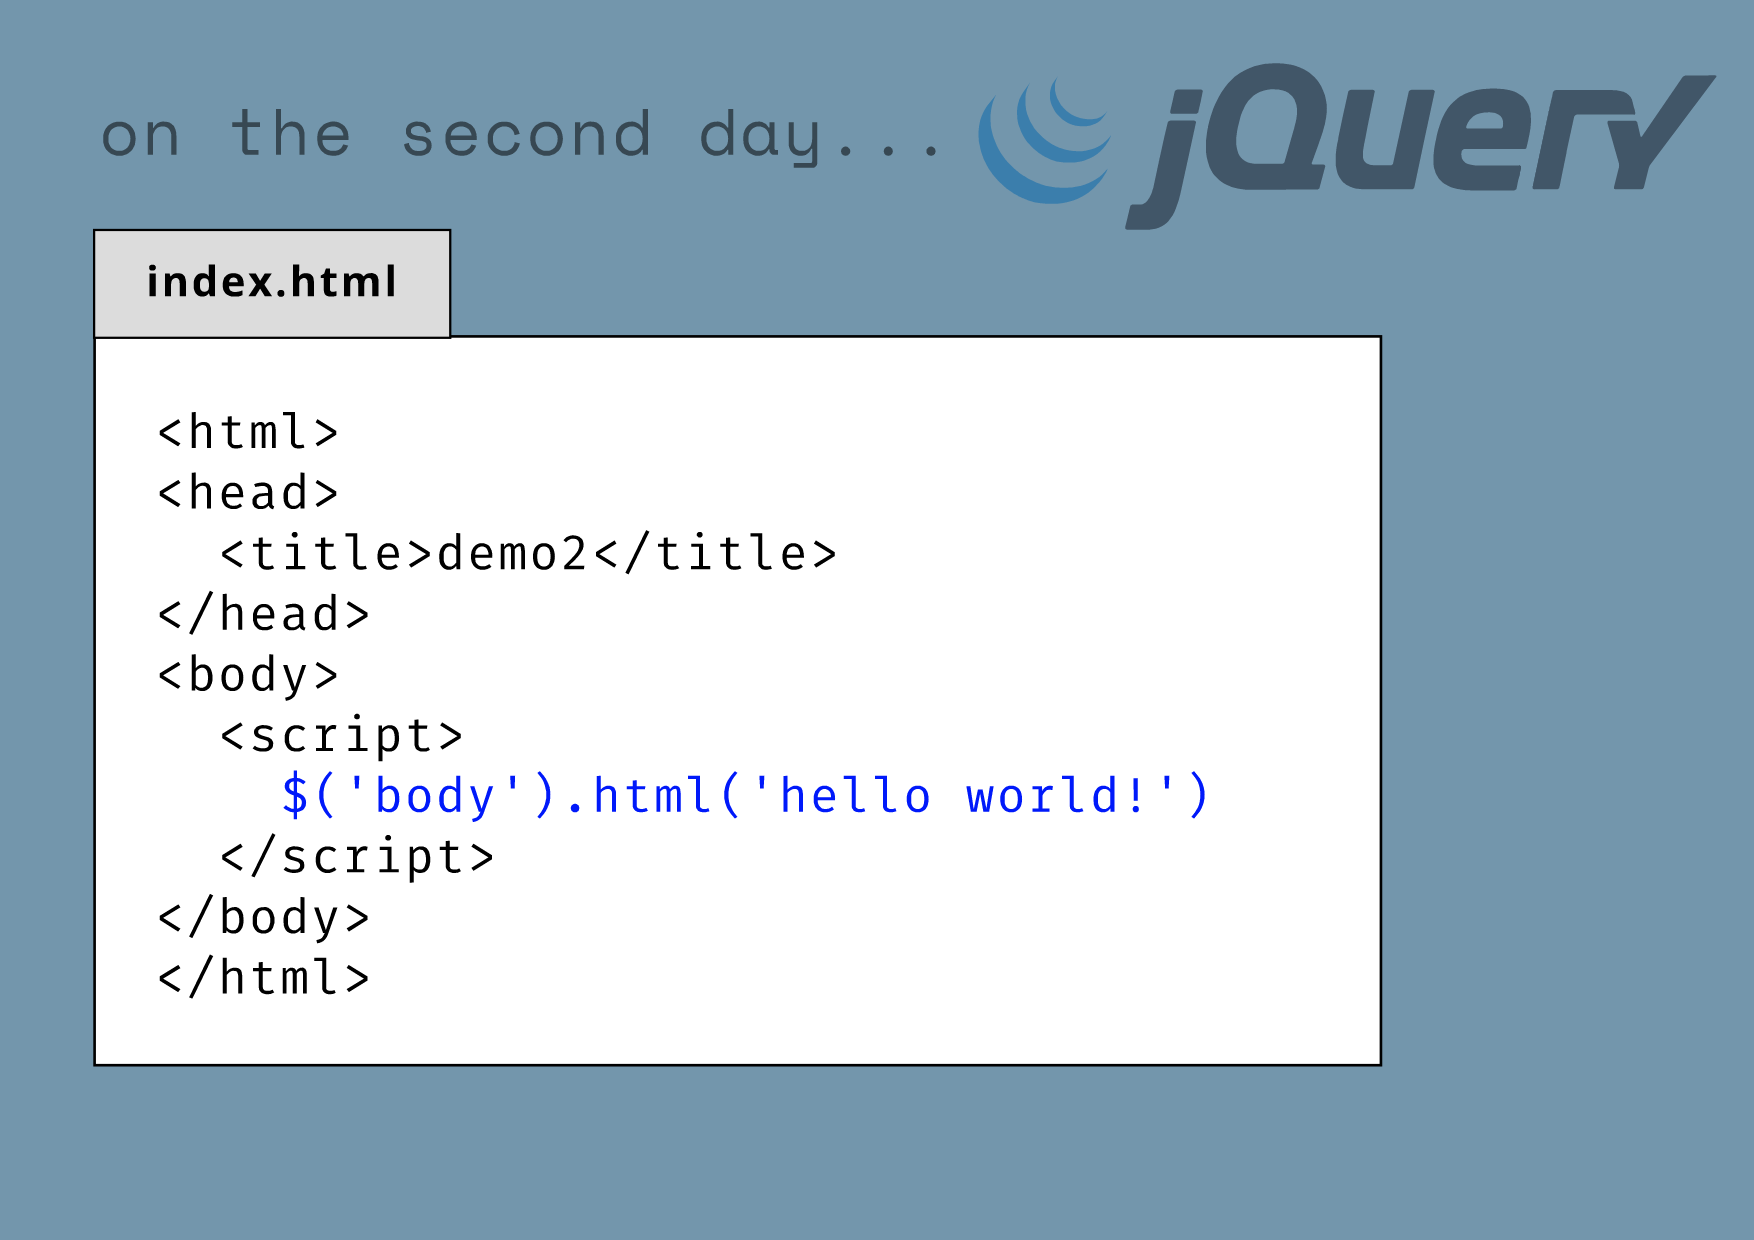 on the second day...
jQuery
index.html
<html>
<head>
  <title>demo2</title>
</head>
<body>
  <script>
    $('body').html('hello world!')
  </script>
</body>
</html>